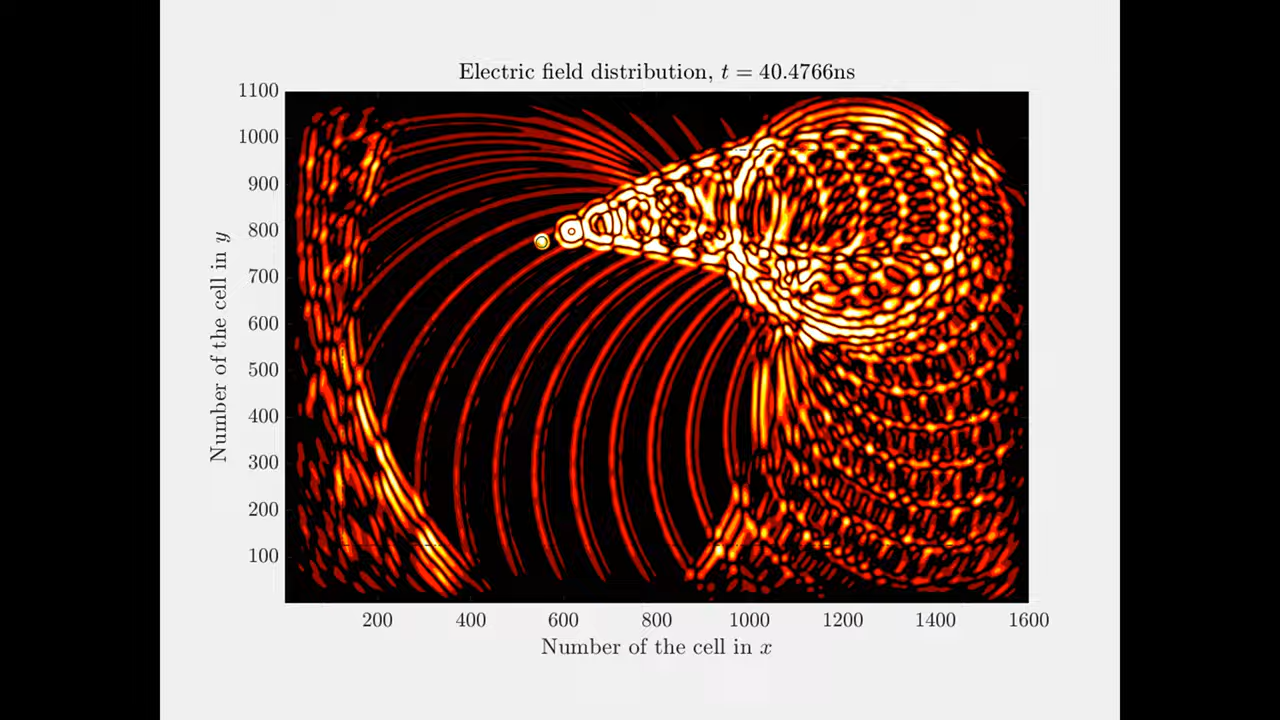 Electric field distribution, t = 40.4766ns
1100
1000
900
800
700
600
500
400
300
200
100
Number of the cell in y
200 400 600 800 1000 1200 1400 1600
Number of the cell in x